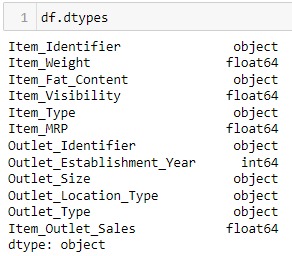 1 df.dtypes
Item_Identifier object
Item_Weight float64
Item_Fat_Content object
Item_Visibility float64
Item_Type object
Item_MRP float64
Outlet_Identifier object
Outlet_Establishment_Year int64
Outlet_Size object
Outlet_Location_Type object
Outlet_Type object
Item_Outlet_Sales float64
dtype: object